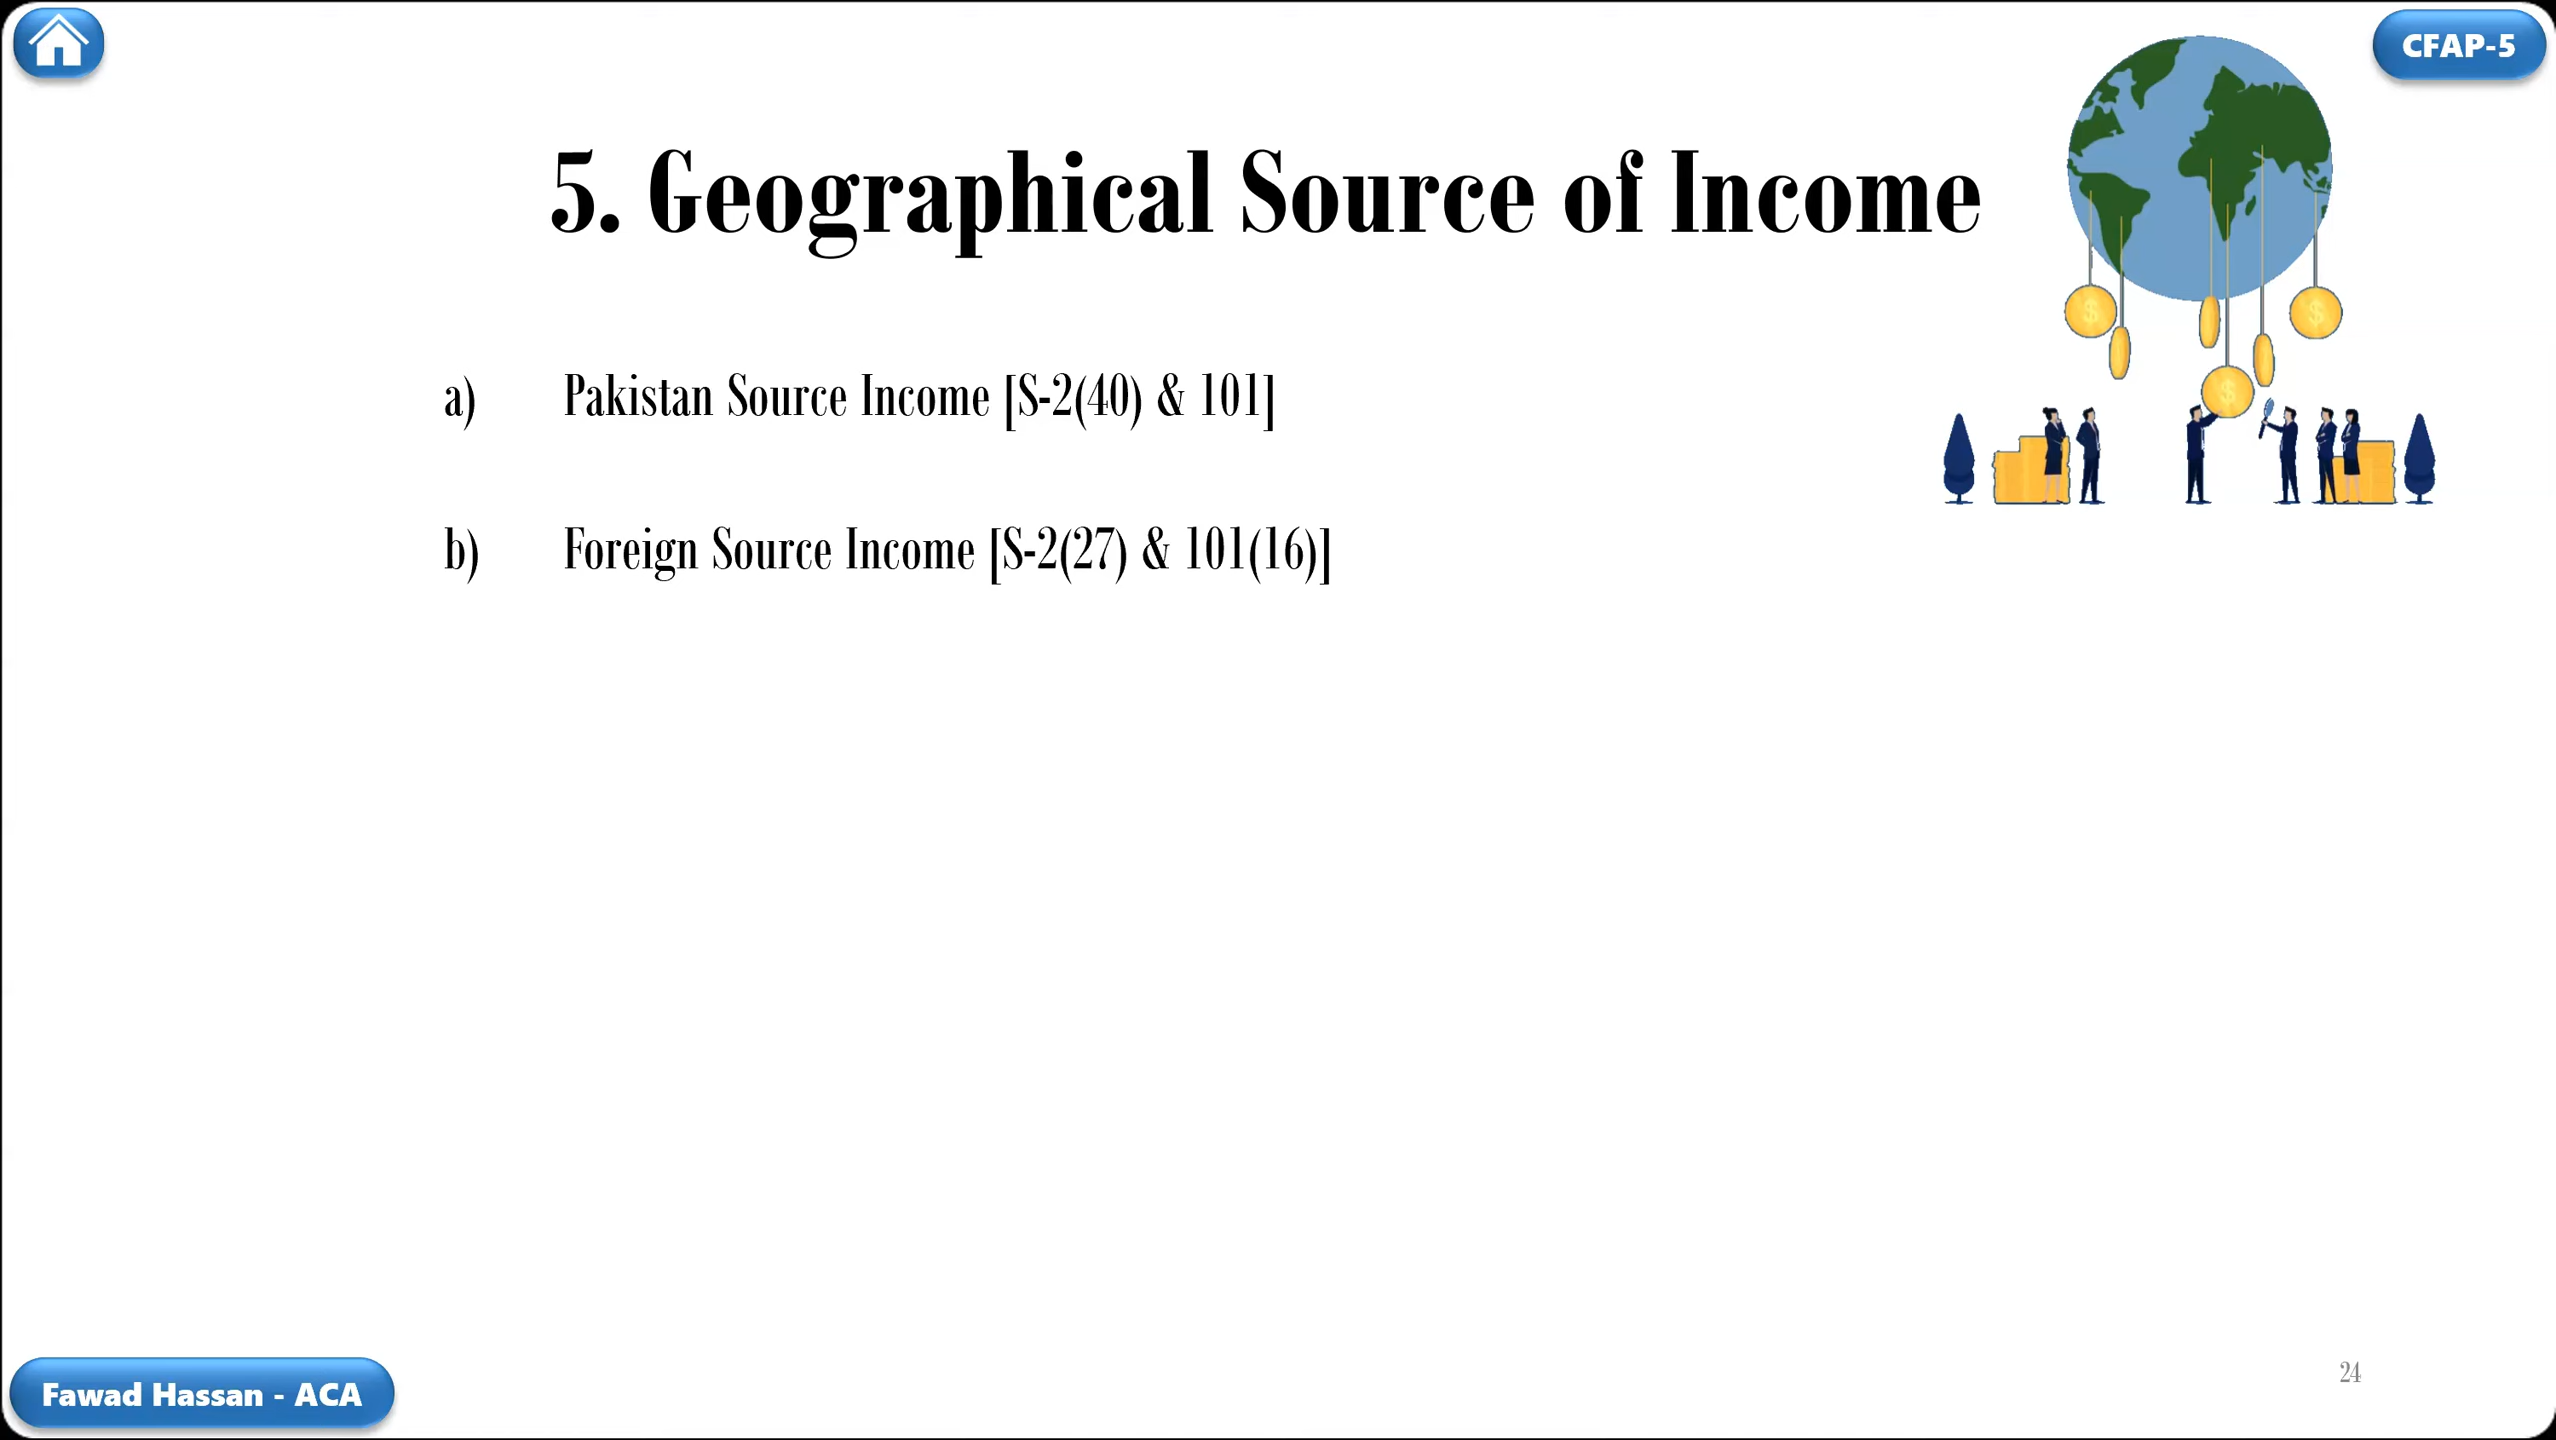 CFAP-5
5. Geographical Source of Income
a) Pakistan Source Income [S-2(40) & 101]
b) Foreign Source Income [S-2(27) & 101(16)]
Fawad Hassan - ACA
24